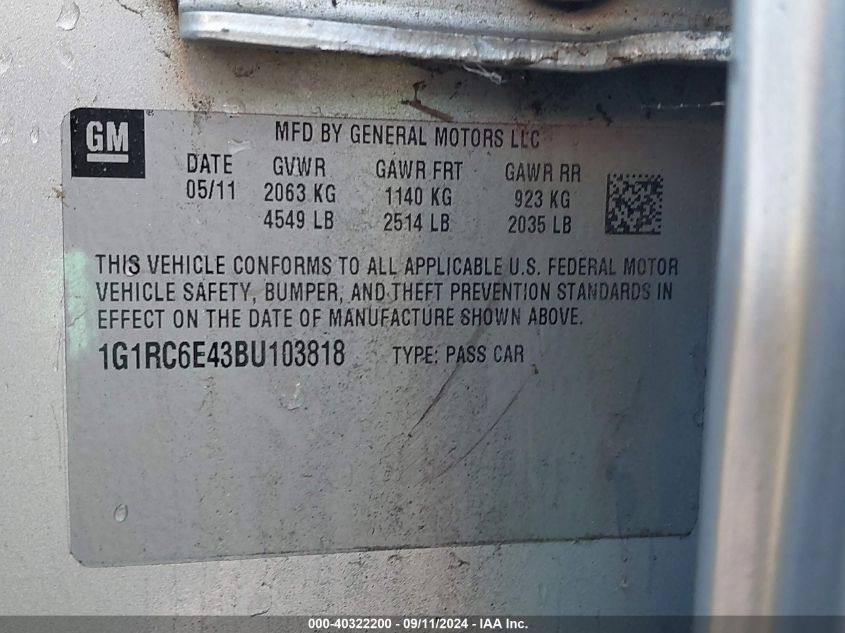 GM
MFD BY GENERAL MOTORS LLC
DATE GVWR GAWR FRT GAWR RR
05/11 2063 KG 1140 KG 923 KG
4549 LB 2514 LB 2035 LB
THIS VEHICLE CONFORMS TO ALL APPLICABLE U.S. FEDERAL MOTOR
VEHICLE SAFETY, BUMPER, AND THEFT PREVENTION STANDARDS IN
EFFECT ON THE DATE OF MANUFACTURE SHOWN ABOVE.
1G1RC6E43BU103818 TYPE: PASS CAR
000-40322200 - 09/11/2024 - IAA Inc.